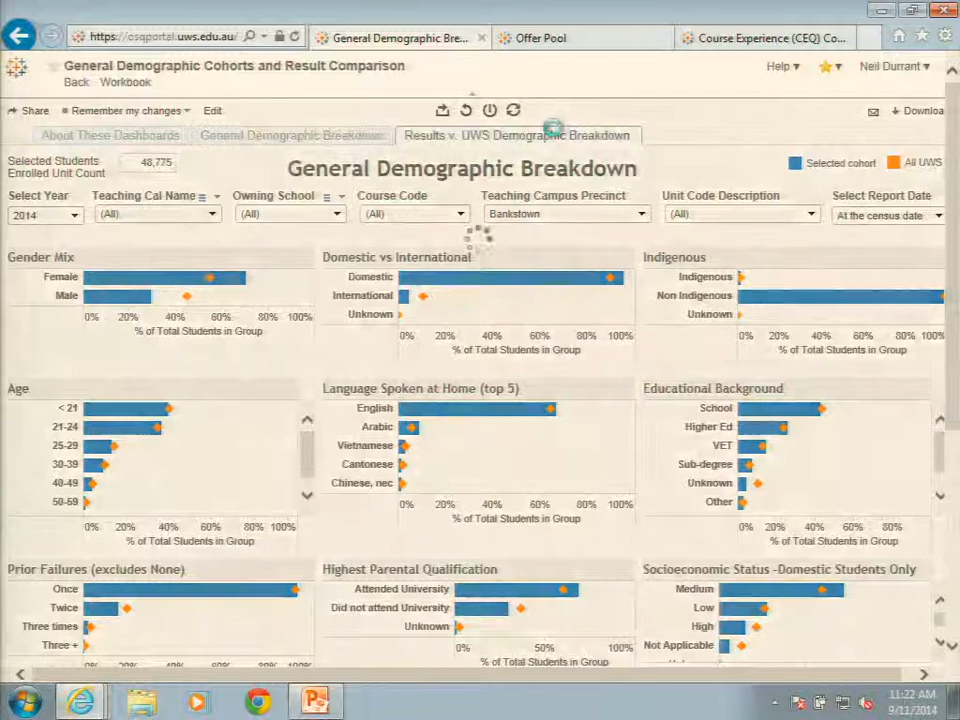 https://osqportal.uws.edu.au/
General Demographic Bre...
Offer Pool
Course Experience (CEQ) Co...
General Demographic Cohorts and Result Comparison
Help
Neil Durrant
Back Workbook
Share
Remember my changes
Edit
Downloa
About These Dashboards
General Demographic Breakdown
Results v. UWS Demographic Breakdown
Selected Students
Enrolled Unit Count
48,775
General Demographic Breakdown
Selected cohort
All UWS
Select Year
Teaching Cal Name
Owning School
Course Code
Teaching Campus Precinct
Unit Code Description
Select Report Date
2014
(All)
(All)
(All)
Bankstown
(All)
At the census date
Gender Mix
Female
Male
0% 20% 40% 60% 80% 100%
% of Total Students in Group
Domestic vs International
Domestic
International
Unknown
0% 20% 40% 60% 80% 100%
% of Total Students in Group
Indigenous
Indigenous
Non Indigenous
Unknown
0% 20% 40% 60% 80% 100%
% of Total Students in Group
Age
< 21
21-24
25-29
30-39
40-49
50-59
0% 20% 40% 60% 80% 100%
% of Total Students in Group
Language Spoken at Home (top 5)
English
Arabic
Vietnamese
Cantonese
Chinese, nec
0% 20% 40% 60% 80% 100%
% of Total Students in Group
Educational Background
School
Higher Ed
VET
Sub-degree
Unknown
Other
0% 20% 40% 60% 80%
% of Total Students in Group
Prior Failures (excludes None)
Once
Twice
Three times
Three +
0% 20% 40% 60% 80% 100%
Highest Parental Qualification
Attended University
Did not attend University
Unknown
0% 50% 100%
% of Total Students in Group
Socioeconomic Status -Domestic Students Only
Medium
Low
High
Not Applicable
11:22 AM
9/11/2014